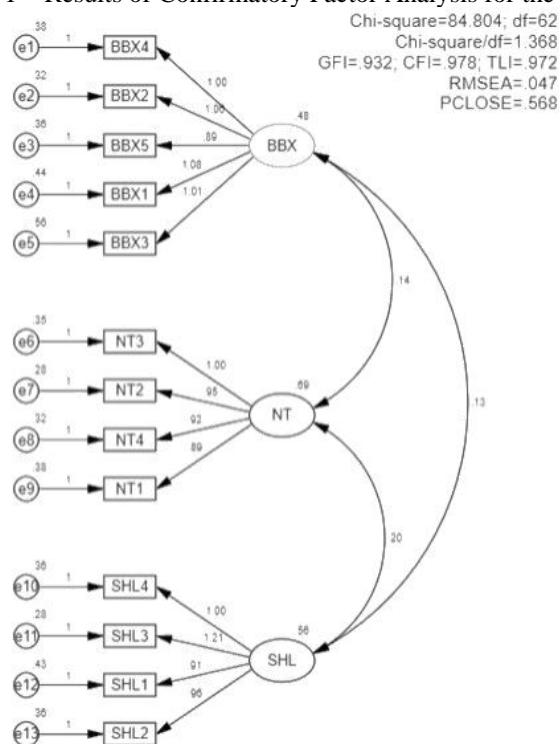 1 Results of Confirmatory Factor Analysis for the
Chi-square=84.804; df=62
Chi-square/df=1.368
GFI=.932; CFI=.978; TLI=.972
RMSEA=.047
PCLOSE=.568
.38
e1 1 BBX4
1.00
.32
e2 1 BBX2
1.06
.48
.36
e3 1 BBX5
.89
BBX
.44
e4 1 BBX1
1.08
.56
e5 1 BBX3
1.01
.14
.35
e6 1 NT3
1.00
.28
e7 1 NT2
.95
.69
.13
.32
e8 1 NT4
.92
NT
.38
e9 1 NT1
.89
.20
.36
e10 1 SHL4
1.00
.28
e11 1 SHL3
1.21
.56
.43
e12 1 SHL1
.91
SHL
.36
e13 1 SHL2
.96